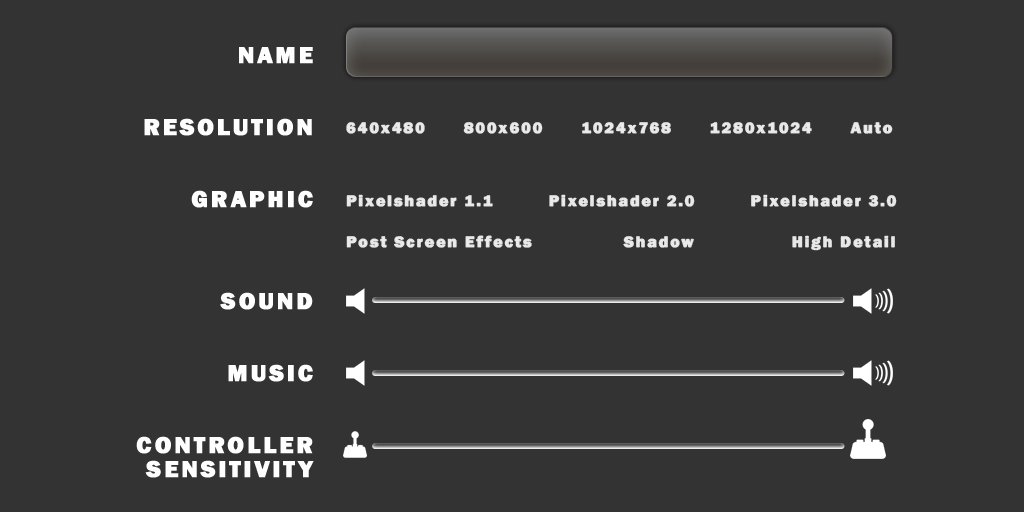 NAME
RESOLUTION 640x480 800x600 1024x768 1280x1024 Auto
GRAPHIC Pixelshader 1.1 Pixelshader 2.0 Pixelshader 3.0
Post Screen Effects Shadow High Detail
SOUND
MUSIC
CONTROLLER
SENSITIVITY